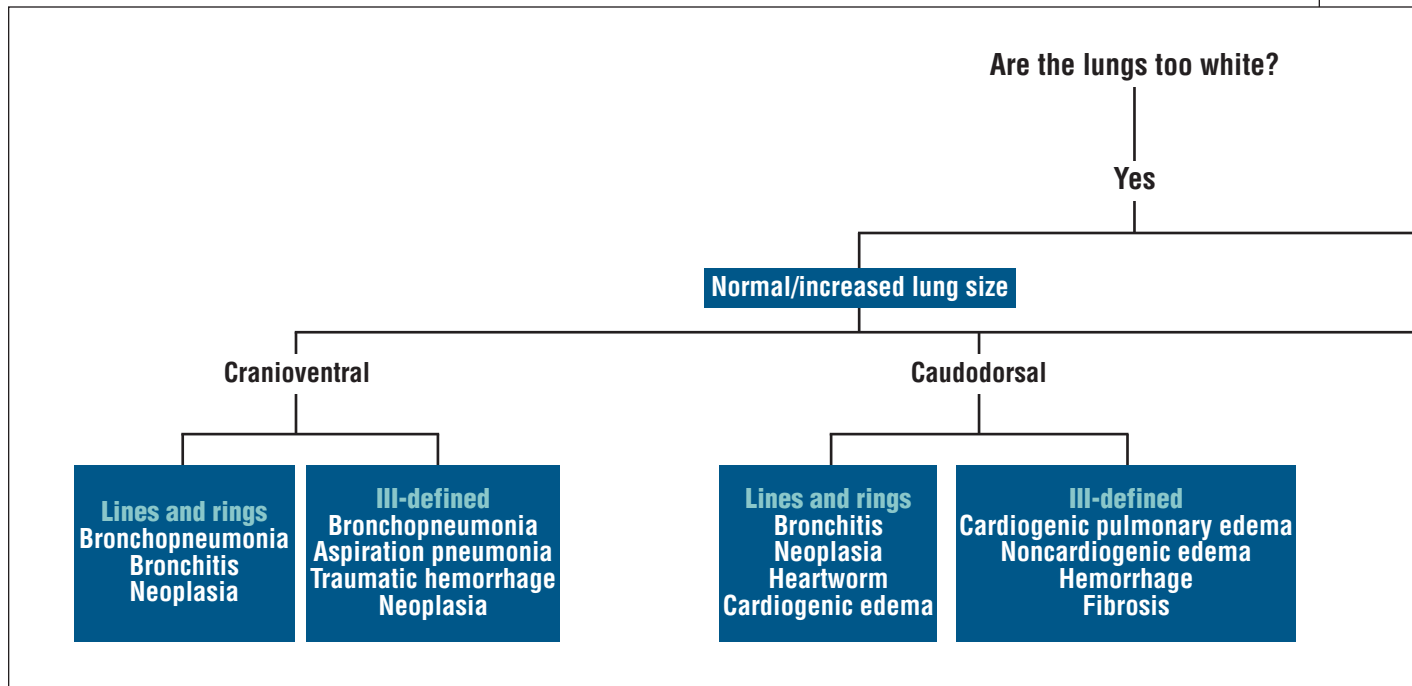 Are the lungs too white?
Yes
Normal/increased lung size
Cranioventral
Caudodorsal
Lines and rings
Bronchopneumonia
Bronchitis
Neoplasia
Ill-defined
Bronchopneumonia
Aspiration pneumonia
Traumatic hemorrhage
Neoplasia
Lines and rings
Bronchitis
Neoplasia
Heartworm
Cardiogenic edema
Ill-defined
Cardiogenic pulmonary edema
Noncardiogenic edema
Hemorrhage
Fibrosis